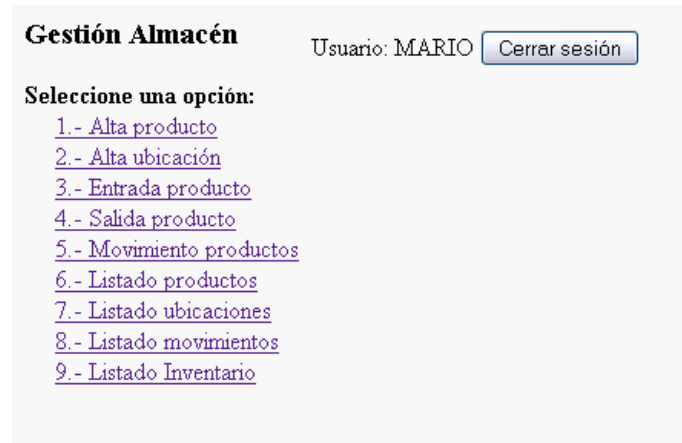 Gestión Almacén
Usuario: MARIO Cerrar sesión
Seleccione una opción:
1.- Alta producto
2.- Alta ubicación
3.- Entrada producto
4.- Salida producto
5.- Movimiento productos
6.- Listado productos
7.- Listado ubicaciones
8.- Listado movimientos
9.- Listado Inventario